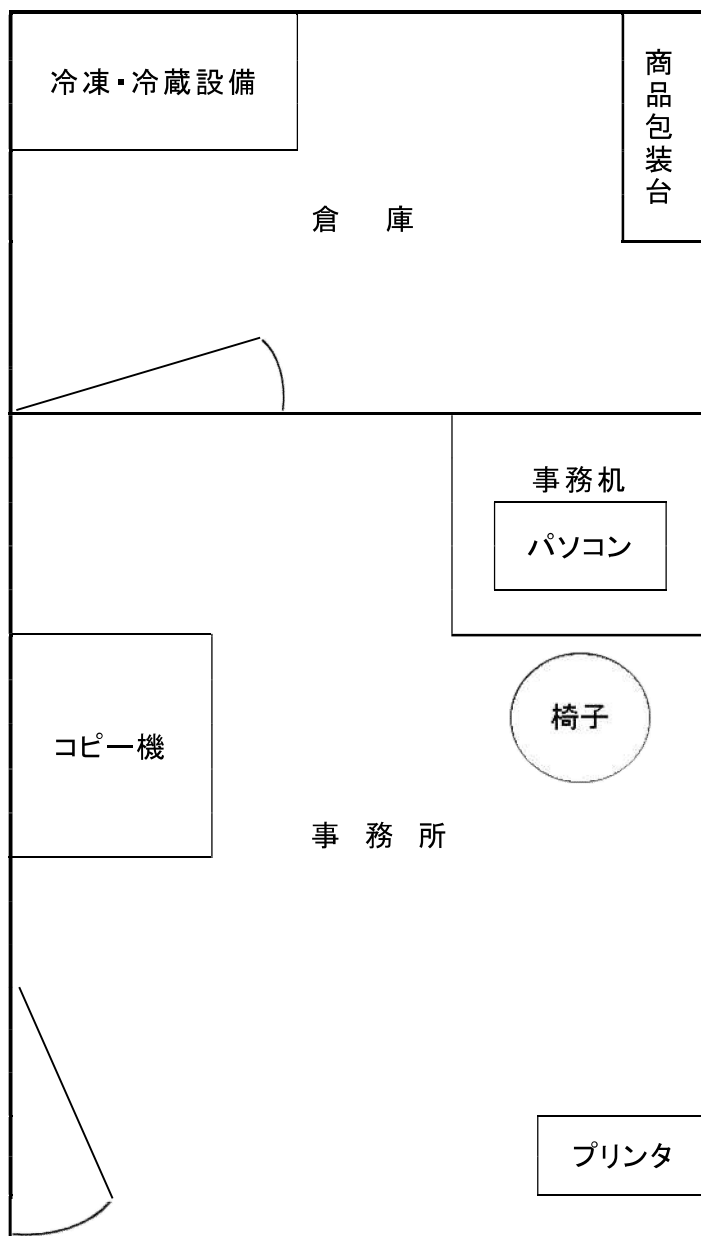 冷凍・冷蔵設備
商品包装台
倉　庫
事務机
パソコン
椅子
コピー機
事　務　所
プリンタ